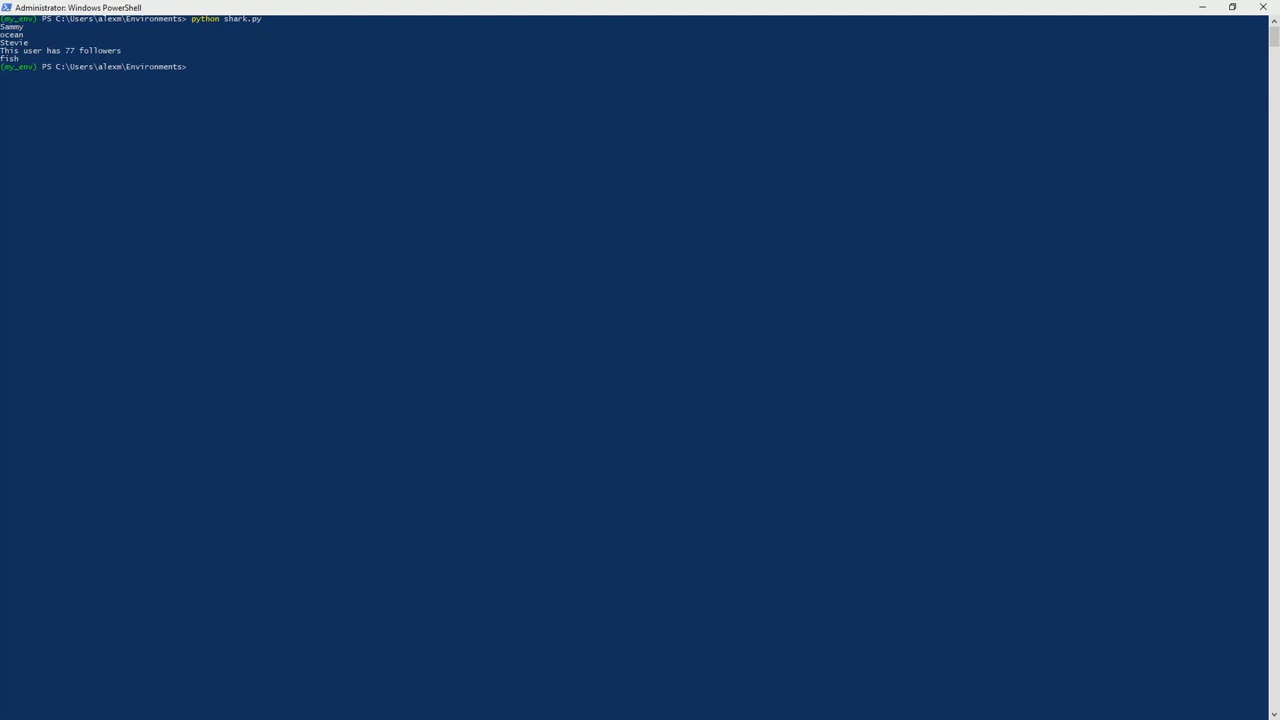 Administrator: Windows PowerShell
(my_env) PS C:\Users\alexm\Environments> python shark.py
Sammy
ocean
Stevie
This user has 77 followers
fish
(my_env) PS C:\Users\alexm\Environments>